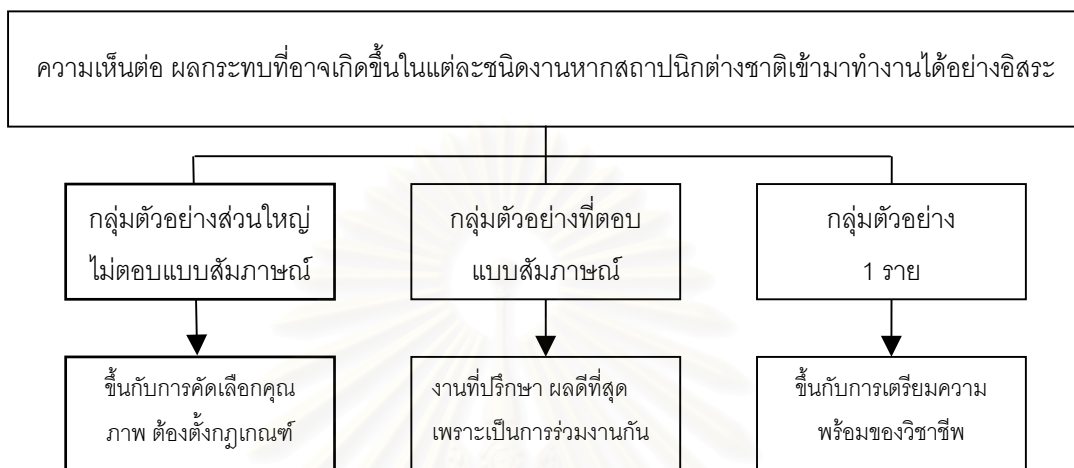 ความเห็นต่อ ผลกระทบที่อาจเกิดขึ้นในแต่ละชนิดงานหากสถาปนิกต่างชาติเข้ามาทำงานได้อย่างอิสระ
กลุ่มตัวอย่างส่วนใหญ่
ไม่ตอบแบบสัมภาษณ์
กลุ่มตัวอย่างที่ตอบ
แบบสัมภาษณ์
กลุ่มตัวอย่าง
1 ราย
ขึ้นกับการคัดเลือกคุณ
ภาพ ต้องตั้งกฎเกณฑ์
งานที่ปรึกษา ผลดีที่สุด
เพราะเป็นการร่วมงานกัน
ขึ้นกับการเตรียมความ
พร้อมของวิชาชีพ